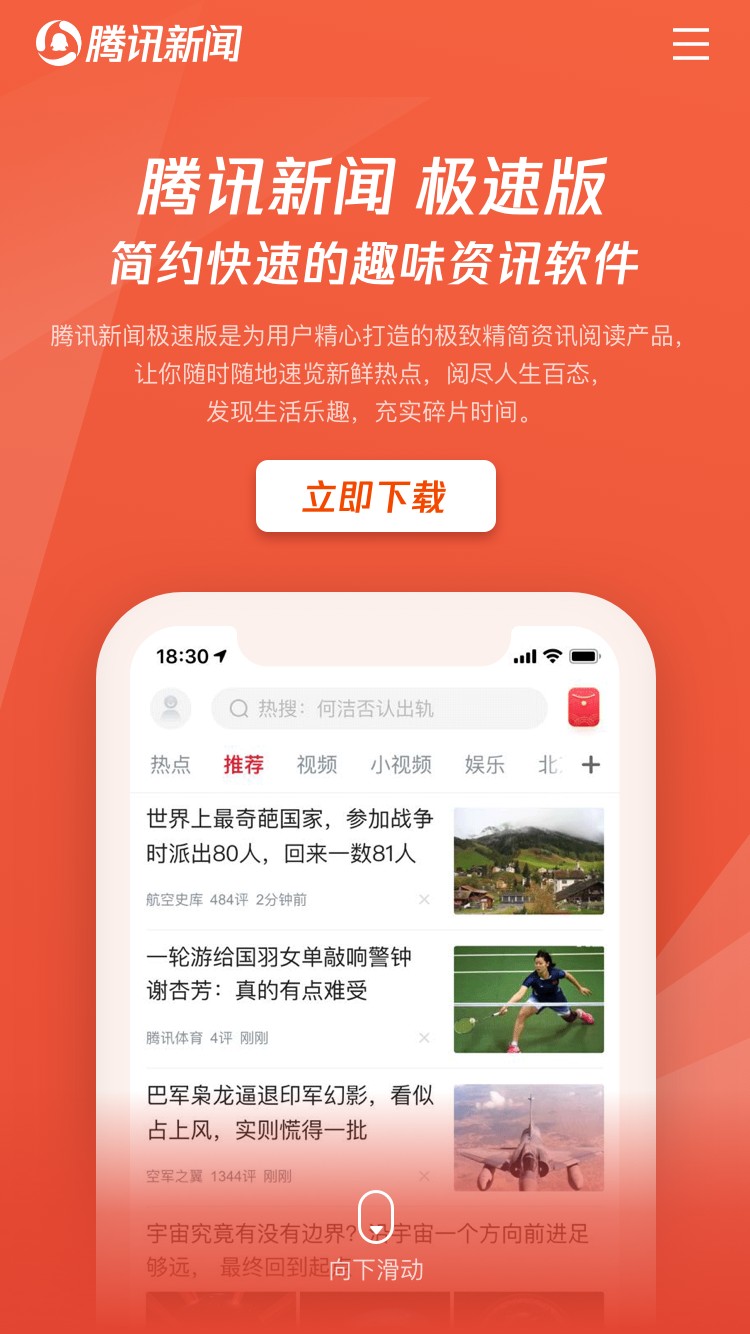 腾讯新闻
腾讯新闻 极速版
简约快速的趣味资讯软件
腾讯新闻极速版是为用户精心打造的极致精简资讯阅读产品，
让你随时随地速览新鲜热点，阅尽人生百态，
发现生活乐趣，充实碎片时间。
立即下载
18:30
热搜：何洁否认出轨
热点 推荐 视频 小视频 娱乐 北
世界上最奇葩国家，参加战争
时派出80人，回来一数81人
航空史库 484评 2分钟前
一轮游给国羽女单敲响警钟
谢杏芳：真的有点难受
腾讯体育 4评 刚刚
巴军枭龙逼退印军幻影，看似
占上风，实则慌得一批
空军之翼 1344评 刚刚
宇宙究竟有没有边界？沿宇宙一个方向前进足
够远， 最终回到起
向下滑动